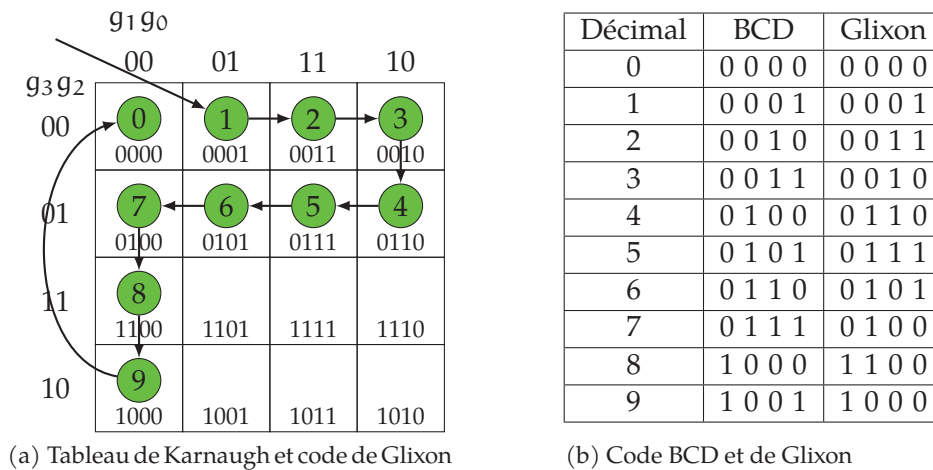 g₁g₀
00 01 11 10
g₃g₂
00 0 1 2 3
0000 0001 0011 0010
01 7 6 5 4
0100 0101 0111 0110
11 8
1100 1101 1111 1110
10 9
1000 1001 1011 1010
(a) Tableau de Karnaugh et code de Glixon
Décimal BCD Glixon
0 0 0 0 0 0 0 0 0
1 0 0 0 1 0 0 0 1
2 0 0 1 0 0 0 1 1
3 0 0 1 1 0 0 1 0
4 0 1 0 0 0 1 1 0
5 0 1 0 1 0 1 1 1
6 0 1 1 0 0 1 0 1
7 0 1 1 1 0 1 0 0
8 1 0 0 0 1 1 0 0
9 1 0 0 1 1 0 0 0
(b) Code BCD et de Glixon